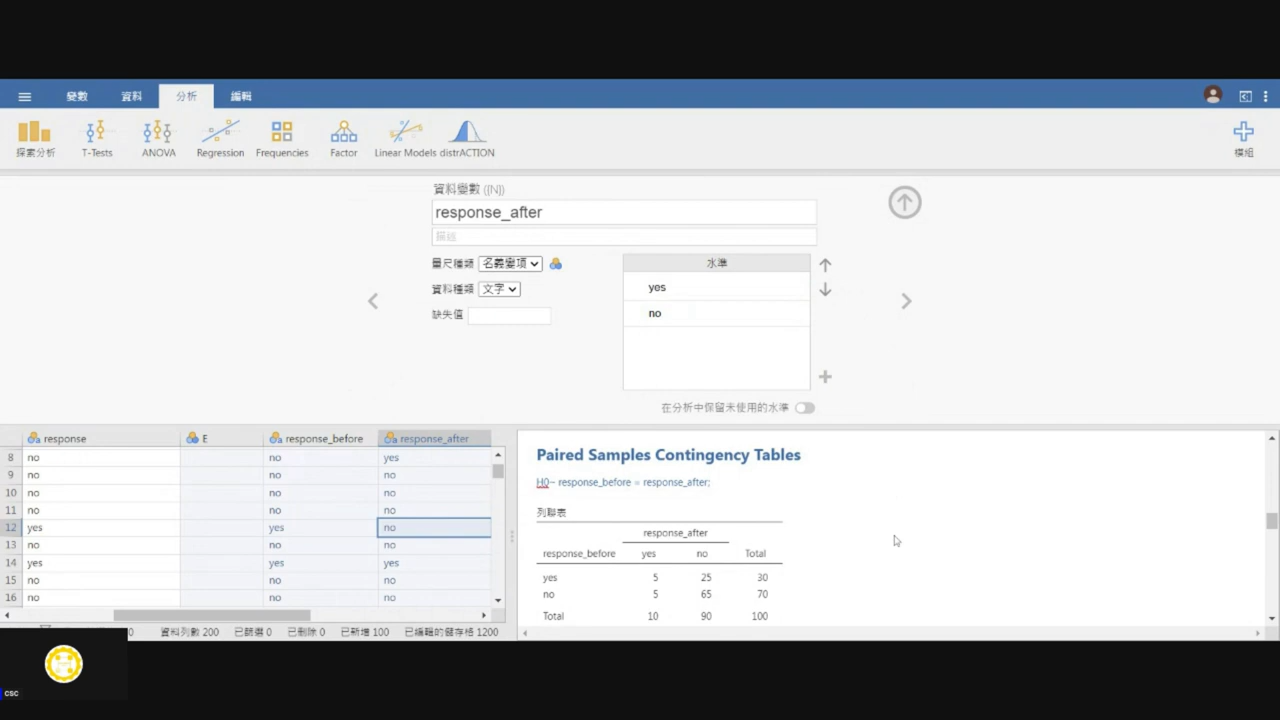 變數 資料 分析 編輯
探索分析 T-Tests ANOVA Regression Frequencies Factor Linear Models distrACTION 模組
資料變數 ([N])
response_after
描述
量尺種類 名義變項 水準
資料種類 文字 yes
缺失值 no
在分析中保留未使用的水準
response E response_before response_after
8 no no yes
9 no no no
10 no no no
11 no no no
12 yes yes no
13 no no no
14 yes yes yes
15 no no no
16 no no no
0 資料列數 200 已篩選 0 已刪除 0 已新增 100 已編輯的儲存格 1200
Paired Samples Contingency Tables
H0~ response_before = response_after;
列聯表
response_after
response_before yes no Total
yes 5 25 30
no 5 65 70
Total 10 90 100
csc